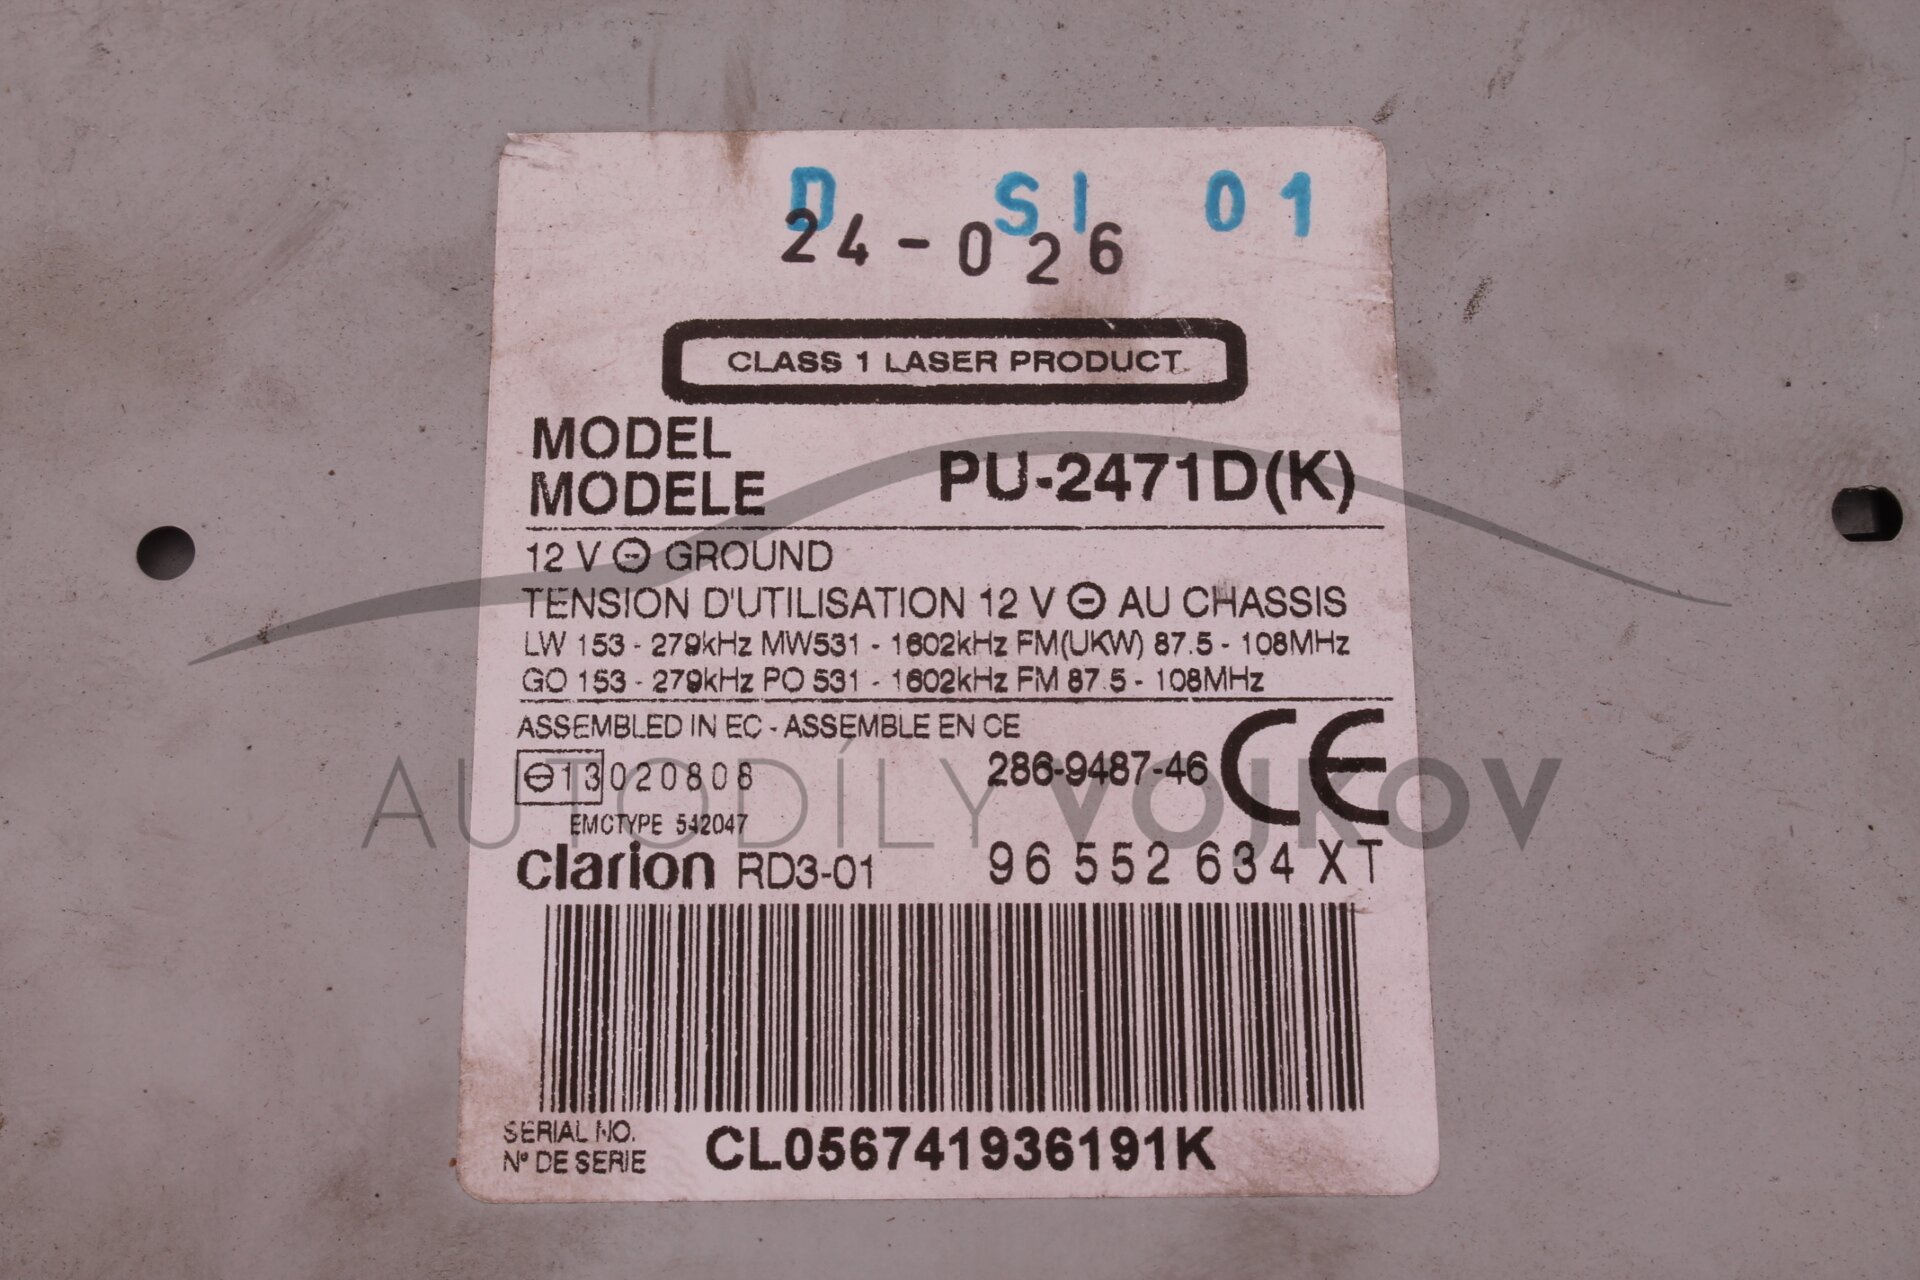 D SI 01
24-026
CLASS 1 LASER PRODUCT
MODEL
MODELE PU-2471D(K)
12 V ⊖ GROUND
TENSION D'UTILISATION 12 V ⊖ AU CHASSIS
LW 153 - 279kHz MW531 - 1602kHz FM(UKW) 87.5 - 108MHz
GO 153 - 279kHz PO 531 - 1602kHz FM 87.5 - 108MHz
ASSEMBLED IN EC - ASSEMBLE EN CE
⊖13 020808 286-9487-46 CE
AUTODÍLY VOJKOV
EMCTYPE 542047
clarion RD3-01 96 552 634 XT
SERIAL NO.
N° DE SERIE CL056741936191K